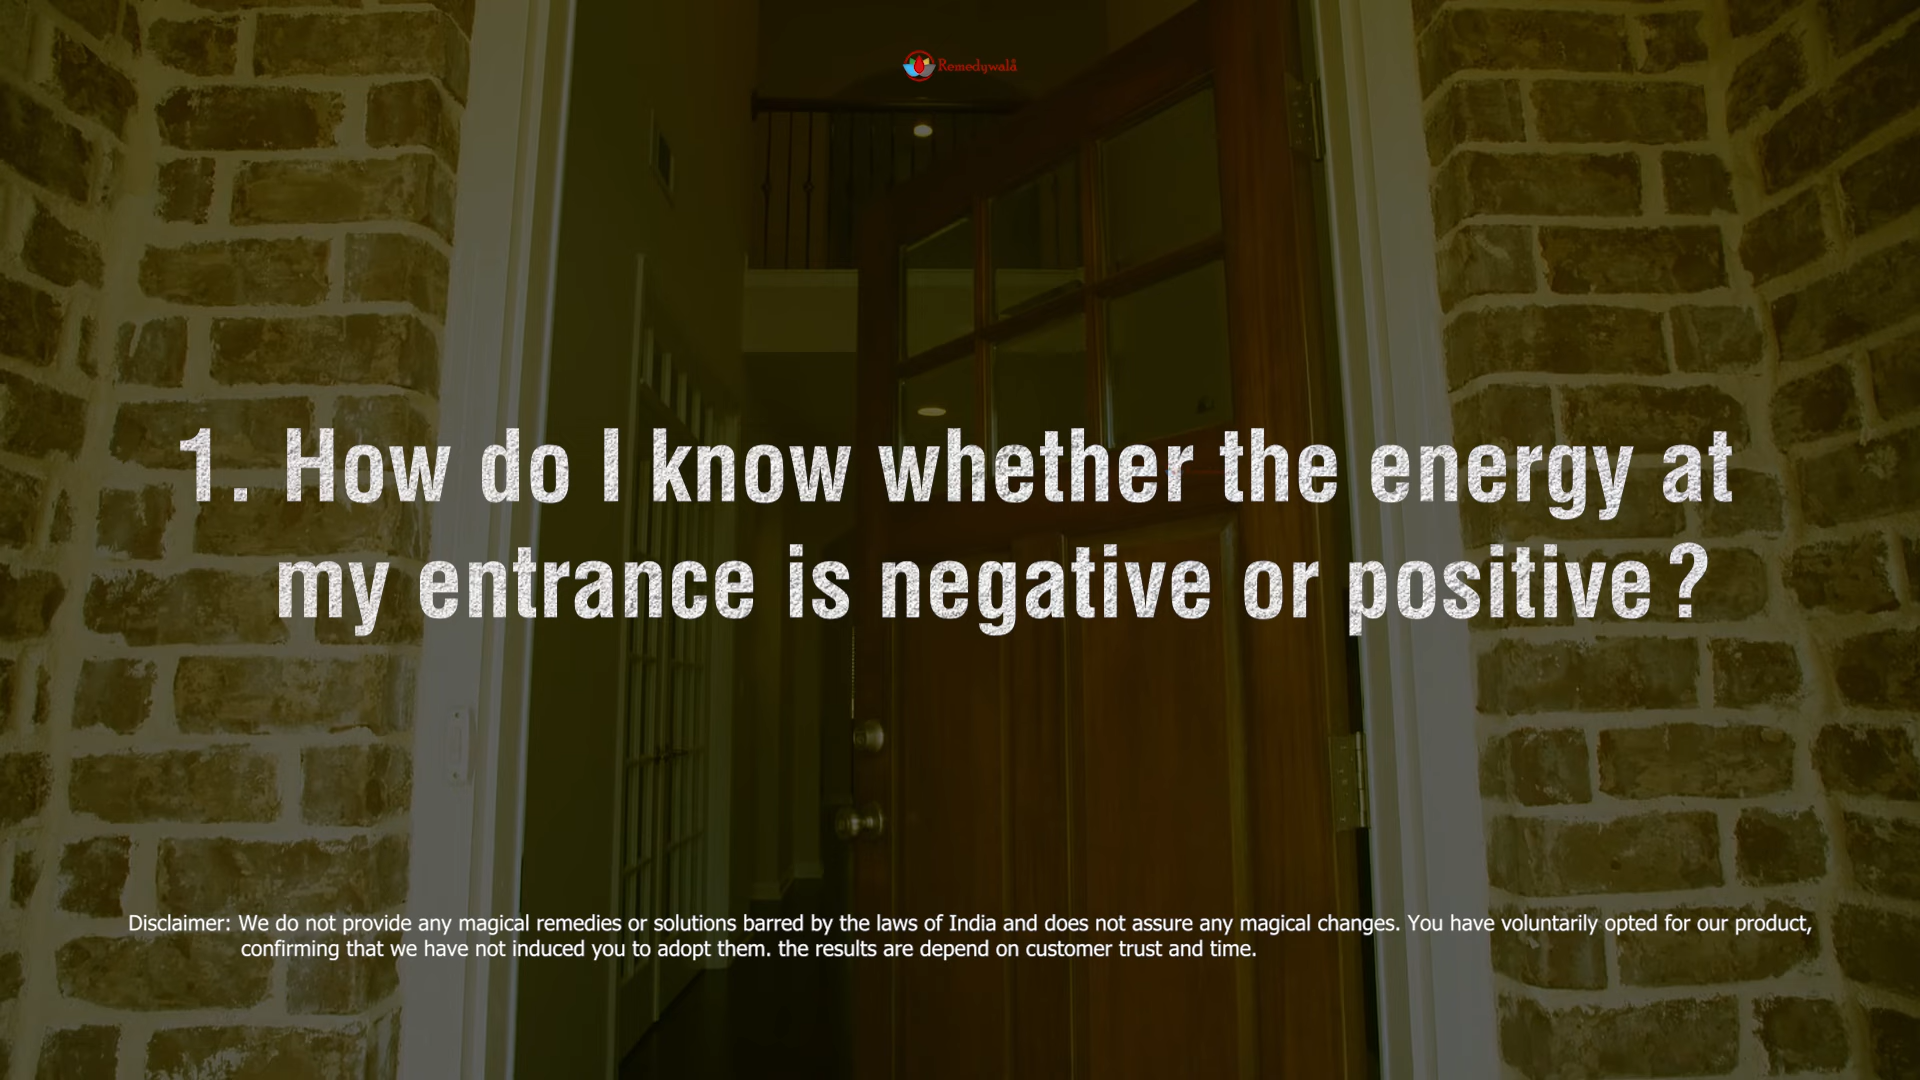 Remedywala
1. How do I know whether the energy at
my entrance is negative or positive?
Disclaimer: We do not provide any magical remedies or solutions barred by the laws of India and does not assure any magical changes. You have voluntarily opted for our product,
confirming that we have not induced you to adopt them. the results are depend on customer trust and time.